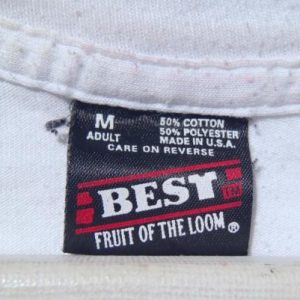 M 50% COTTON
50% POLYESTER
ADULT MADE IN U.S.A.
CARE ON REVERSE
BEST TM
FRUIT OF THE LOOM®